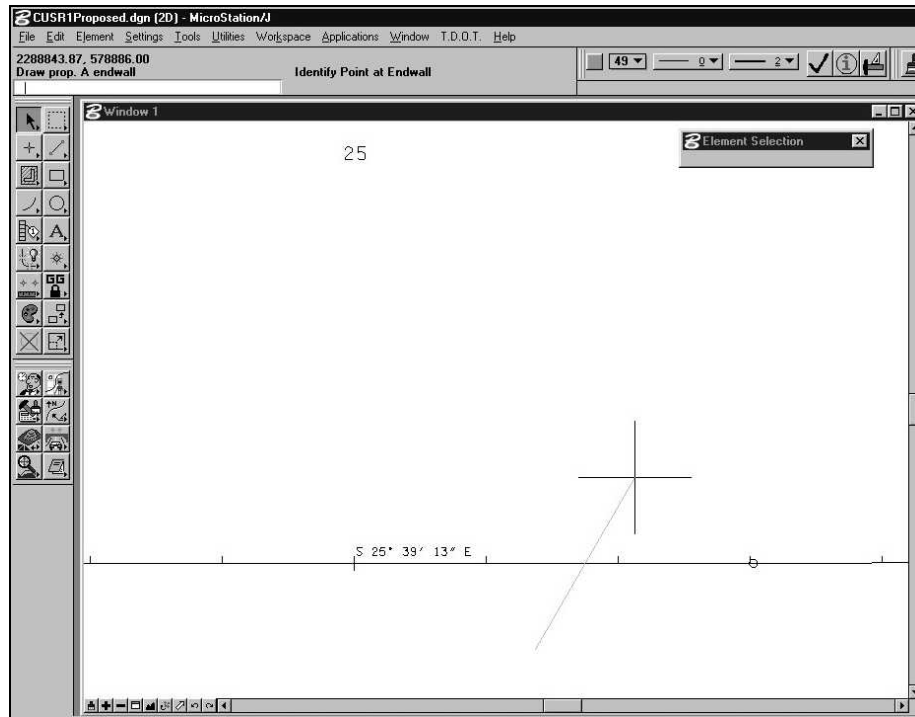 CUSR1Proposed.dgn (2D) - MicroStation/J
File Edit Element Settings Tools Utilities Workspace Applications Window T.D.O.T. Help
2288843.87, 578886.00
Draw prop. A endwall Identify Point at Endwall
49 0 2
Window 1
Element Selection
25
A
GG
S 25° 39' 13" E